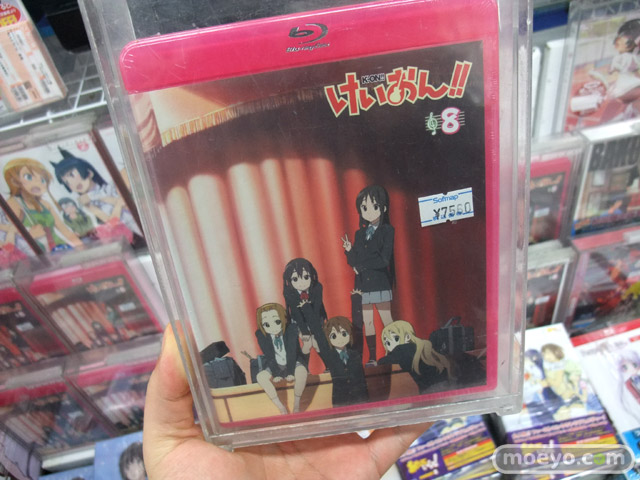 Blu-ray Disc
K-ON!!
けいおん!!
8
Sofmap
¥7560
moeyo.com